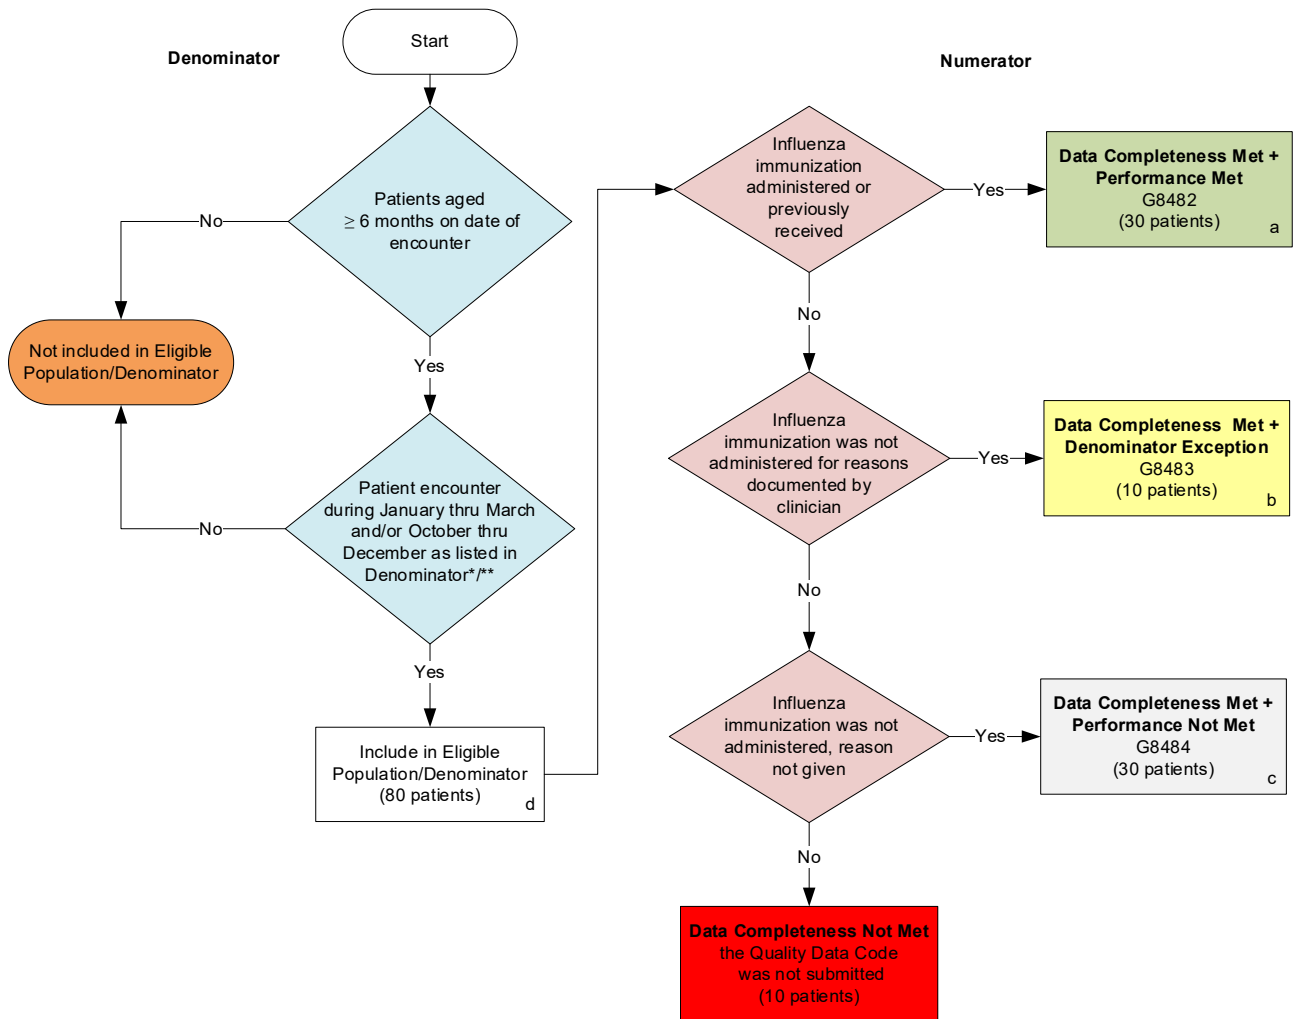 Start
Denominator
Numerator
Patients aged
≥ 6 months on date of
encounter
No
Yes
Not included in Eligible
Population/Denominator
Patient encounter
during January thru March
and/or October thru
December as listed in
Denominator*/**
No
Yes
Include in Eligible
Population/Denominator
(80 patients)
d
Influenza
immunization
administered or
previously
received
Yes
Data Completeness Met +
Performance Met
G8482
(30 patients)
a
No
Influenza
immunization was not
administered for reasons
documented by
clinician
Yes
Data Completeness Met +
Denominator Exception
G8483
(10 patients)
b
No
Influenza
immunization was not
administered, reason
not given
Yes
Data Completeness Met +
Performance Not Met
G8484
(30 patients)
c
No
Data Completeness Not Met
the Quality Data Code
was not submitted
(10 patients)